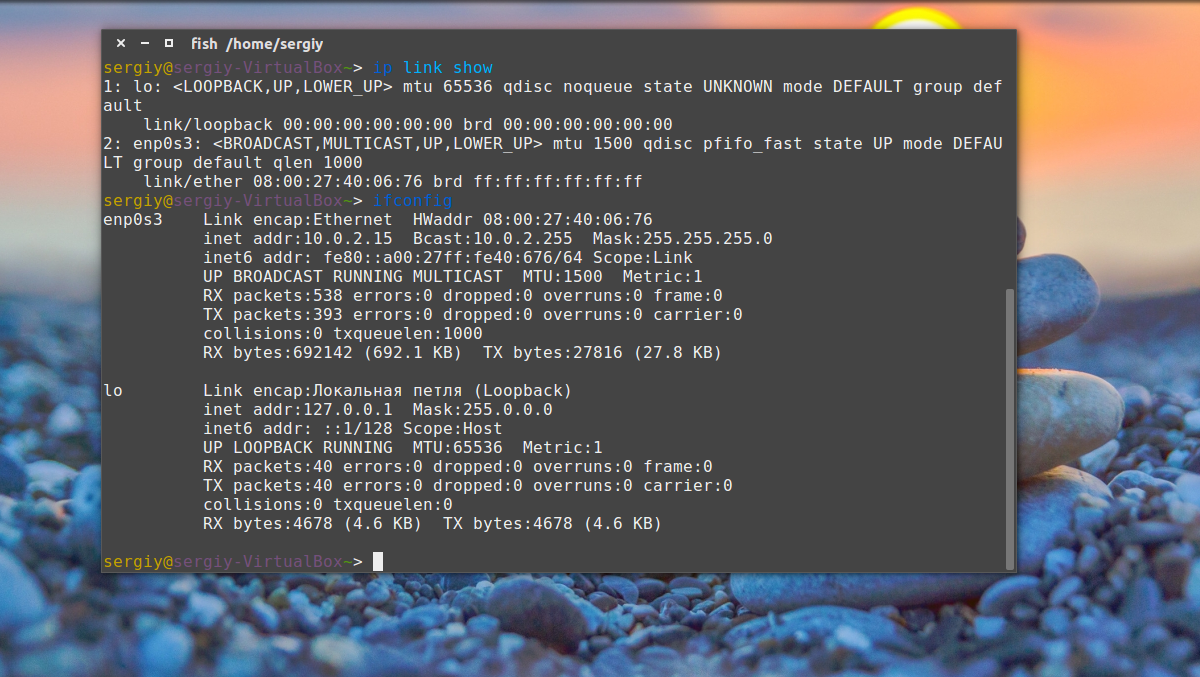 fish /home/sergiy
sergiy@sergiy-VirtualBox~> ip link show
1: lo: <LOOPBACK,UP,LOWER_UP> mtu 65536 qdisc noqueue state UNKNOWN mode DEFAULT group def
ault
    link/loopback 00:00:00:00:00:00 brd 00:00:00:00:00:00
2: enp0s3: <BROADCAST,MULTICAST,UP,LOWER_UP> mtu 1500 qdisc pfifo_fast state UP mode DEFAU
LT group default qlen 1000
    link/ether 08:00:27:40:06:76 brd ff:ff:ff:ff:ff:ff
sergiy@sergiy-VirtualBox~> ifconfig
enp0s3    Link encap:Ethernet  HWaddr 08:00:27:40:06:76
          inet addr:10.0.2.15  Bcast:10.0.2.255  Mask:255.255.255.0
          inet6 addr: fe80::a00:27ff:fe40:676/64 Scope:Link
          UP BROADCAST RUNNING MULTICAST  MTU:1500  Metric:1
          RX packets:538 errors:0 dropped:0 overruns:0 frame:0
          TX packets:393 errors:0 dropped:0 overruns:0 carrier:0
          collisions:0 txqueuelen:1000
          RX bytes:692142 (692.1 KB)  TX bytes:27816 (27.8 KB)
lo        Link encap:Локальная петля (Loopback)
          inet addr:127.0.0.1  Mask:255.0.0.0
          inet6 addr: ::1/128 Scope:Host
          UP LOOPBACK RUNNING  MTU:65536  Metric:1
          RX packets:40 errors:0 dropped:0 overruns:0 frame:0
          TX packets:40 errors:0 dropped:0 overruns:0 carrier:0
          collisions:0 txqueuelen:0
          RX bytes:4678 (4.6 KB)  TX bytes:4678 (4.6 KB)
sergiy@sergiy-VirtualBox~>